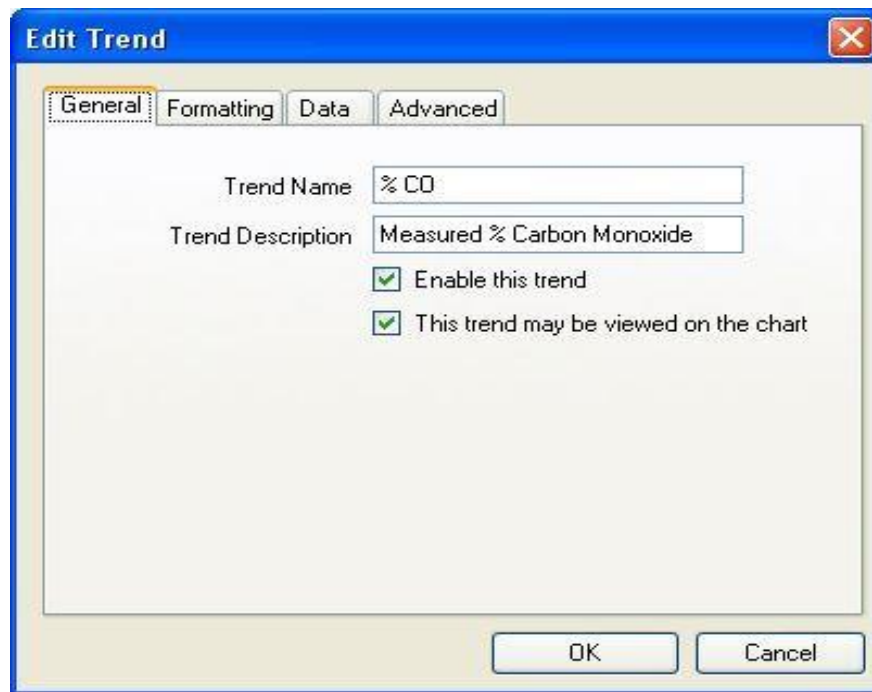 Edit Trend
General Formatting Data Advanced
Trend Name % CO
Trend Description Measured % Carbon Monoxide
Enable this trend
This trend may be viewed on the chart
OK Cancel